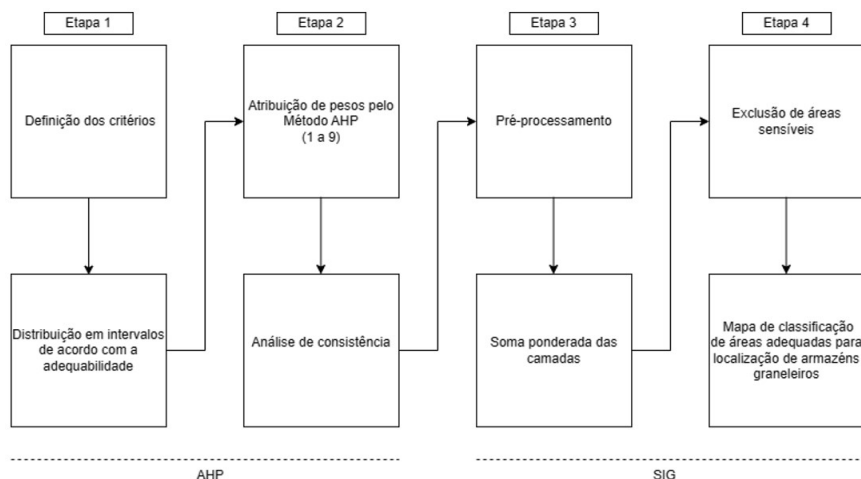 Etapa 1
Etapa 2
Etapa 3
Etapa 4
Definição dos critérios
Atribuição de pesos pelo
Método AHP
(1 a 9)
Pré-processamento
Exclusão de áreas
sensíveis
Distribuição em intervalos
de acordo com a
adequabilidade
Análise de consistência
Soma ponderada das
camadas
Mapa de classificação
de áreas adequadas para
localização de armazéns
graneleiros
AHP
SIG